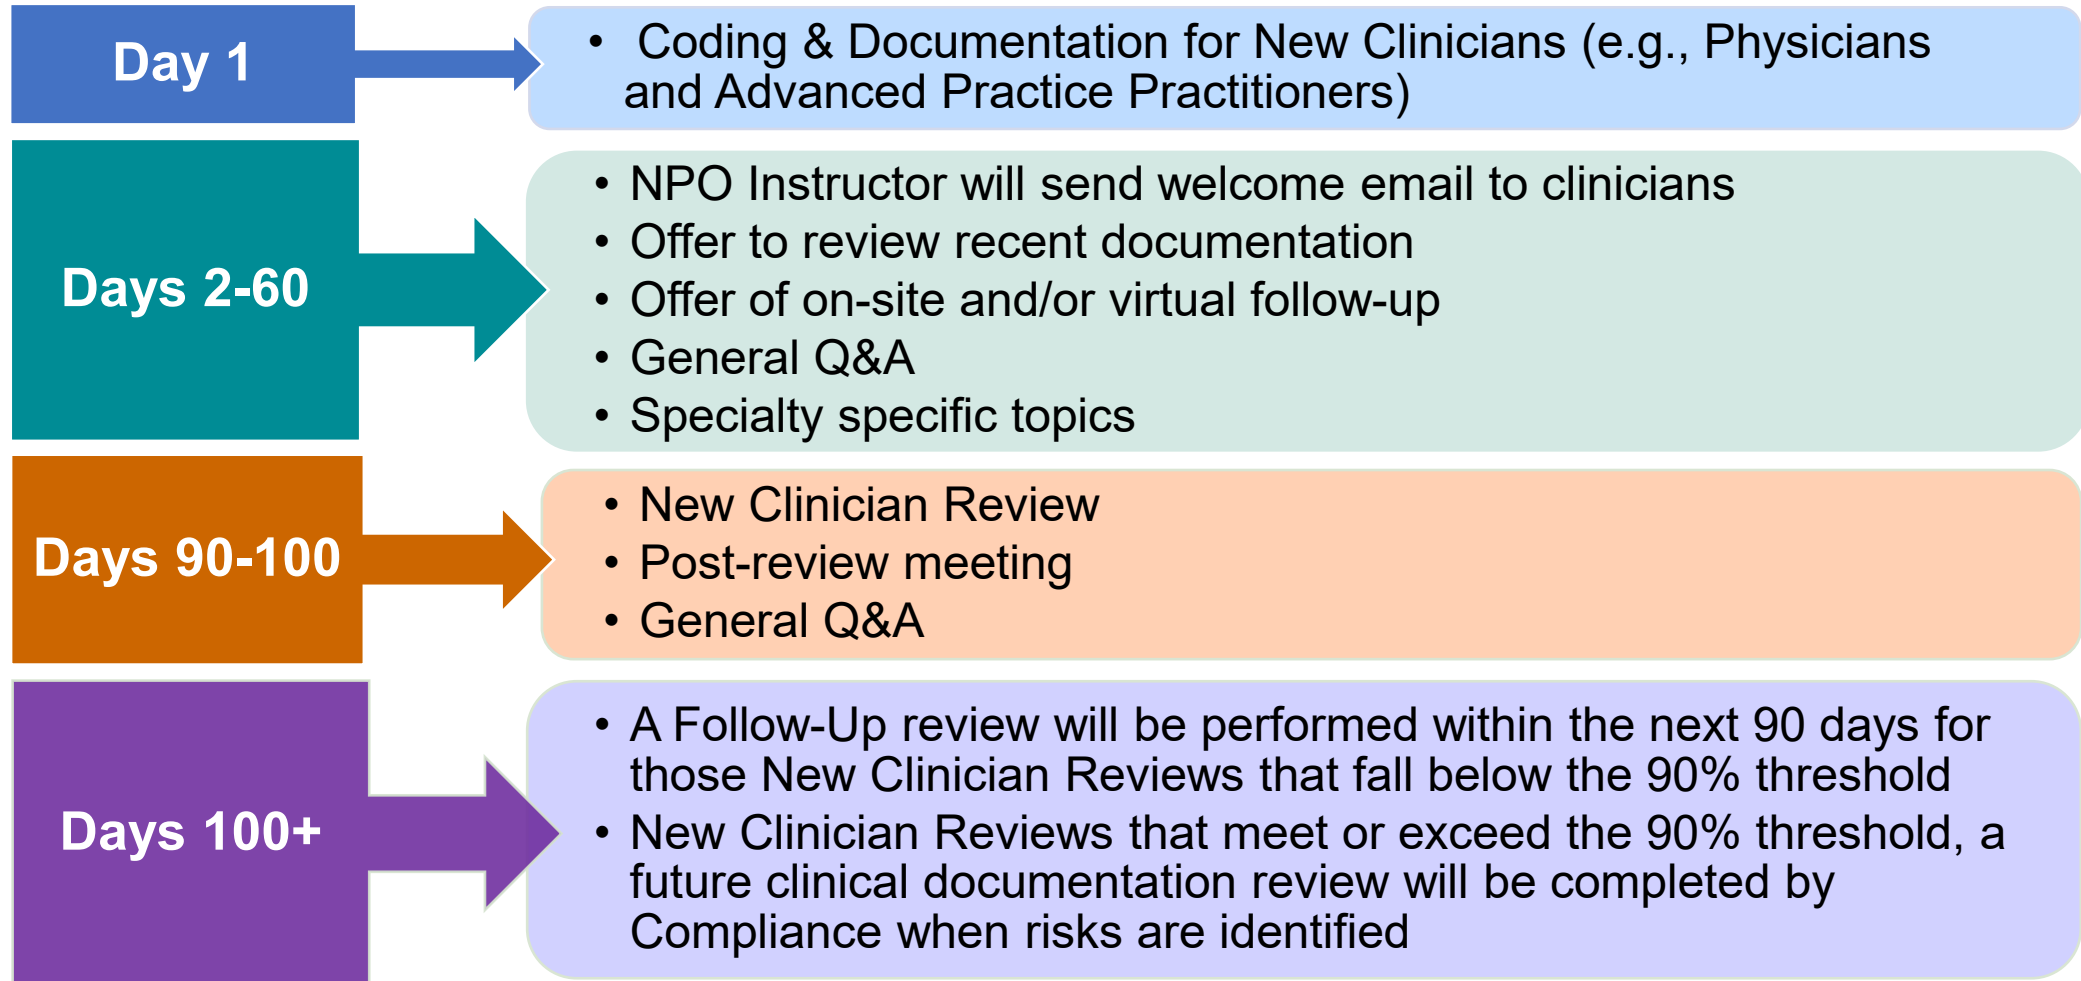 Day 1
• Coding & Documentation for New Clinicians (e.g., Physicians
and Advanced Practice Practitioners)
Days 2-60
• NPO Instructor will send welcome email to clinicians
• Offer to review recent documentation
• Offer of on-site and/or virtual follow-up
• General Q&A
• Specialty specific topics
Days 90-100
• New Clinician Review
• Post-review meeting
• General Q&A
Days 100+
• A Follow-Up review will be performed within the next 90 days for
those New Clinician Reviews that fall below the 90% threshold
• New Clinician Reviews that meet or exceed the 90% threshold, a
future clinical documentation review will be completed by
Compliance when risks are identified